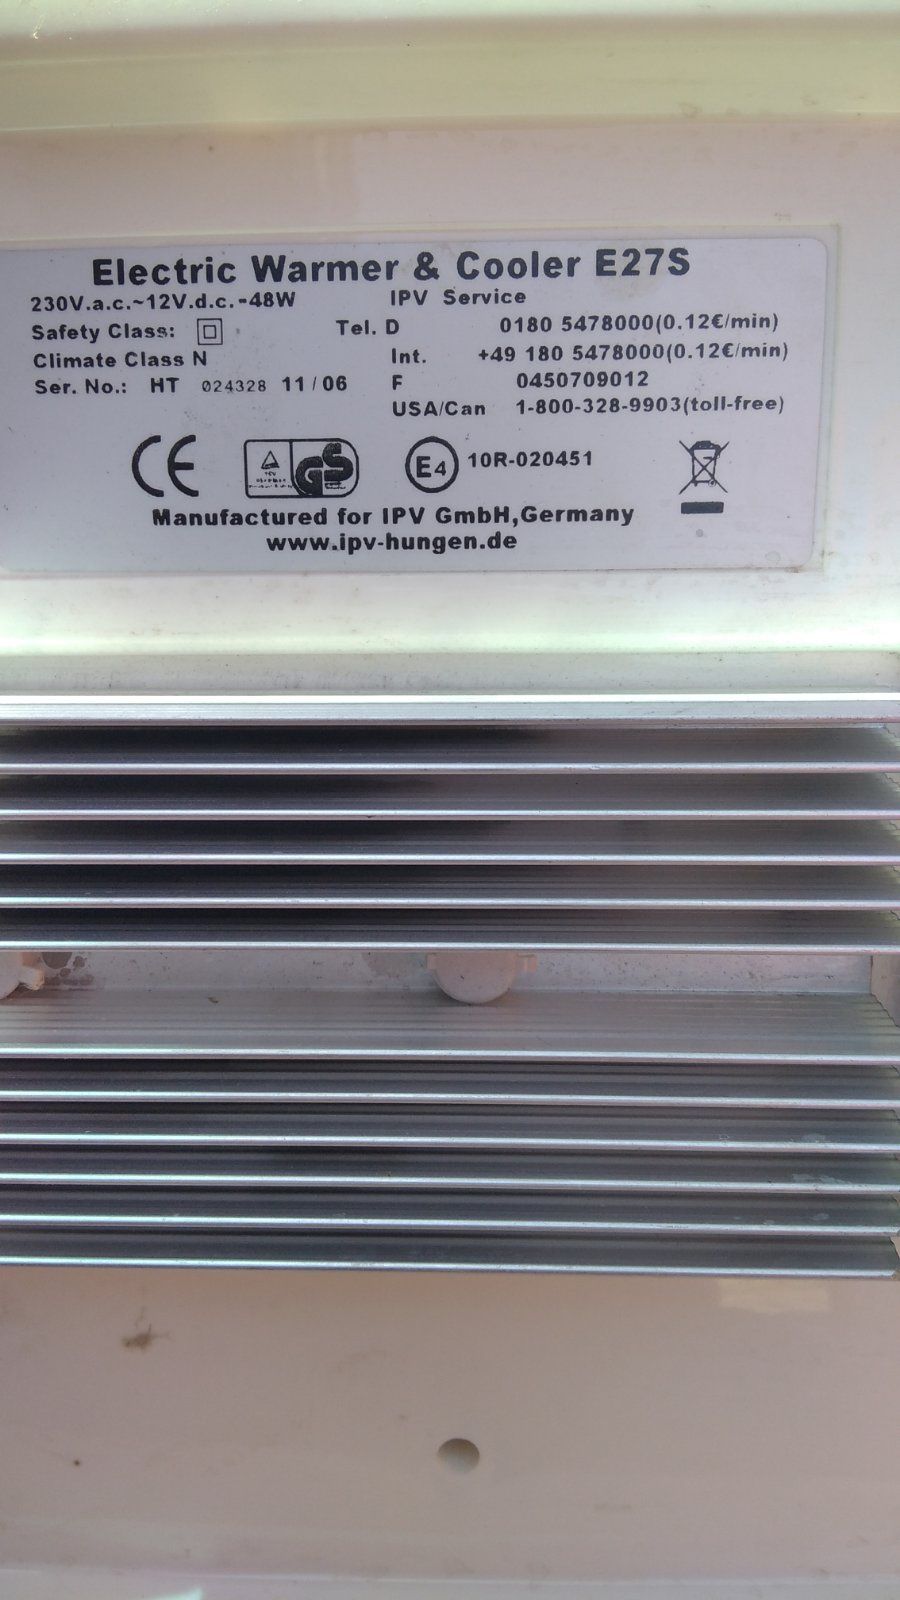 Electric Warmer & Cooler E27S
230V.a.c.~12V.d.c.-48W
IPV Service
Safety Class:
Tel. D 0180 5478000(0.12€/min)
Climate Class N
Int. +49 180 5478000(0.12€/min)
Ser. No.: HT 024328 11/06
F 0450709012
USA/Can 1-800-328-9903(toll-free)
CE
GS
E4 10R-020451
Manufactured for IPV GmbH,Germany
www.ipv-hungen.de